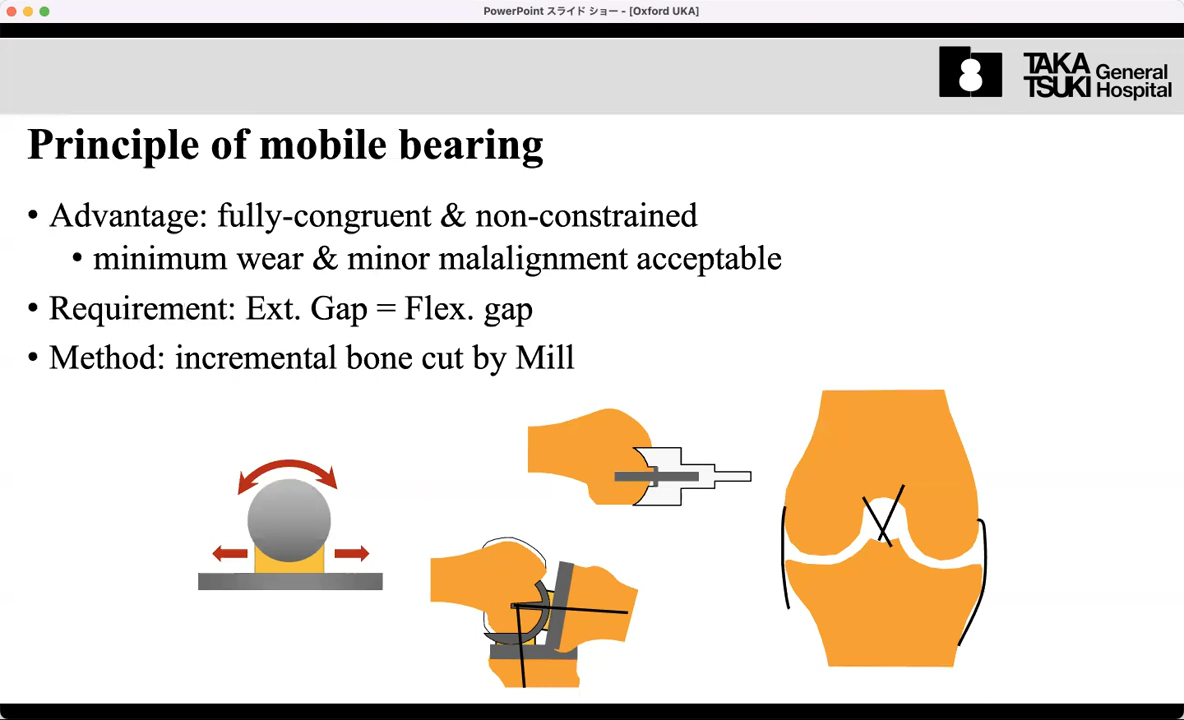 PowerPoint スライド ショー - [Oxford UKA]
TAKA
TSUKI
General
Hospital
Principle of mobile bearing
• Advantage: fully-congruent & non-constrained
• minimum wear & minor malalignment acceptable
• Requirement: Ext. Gap = Flex. gap
• Method: incremental bone cut by Mill